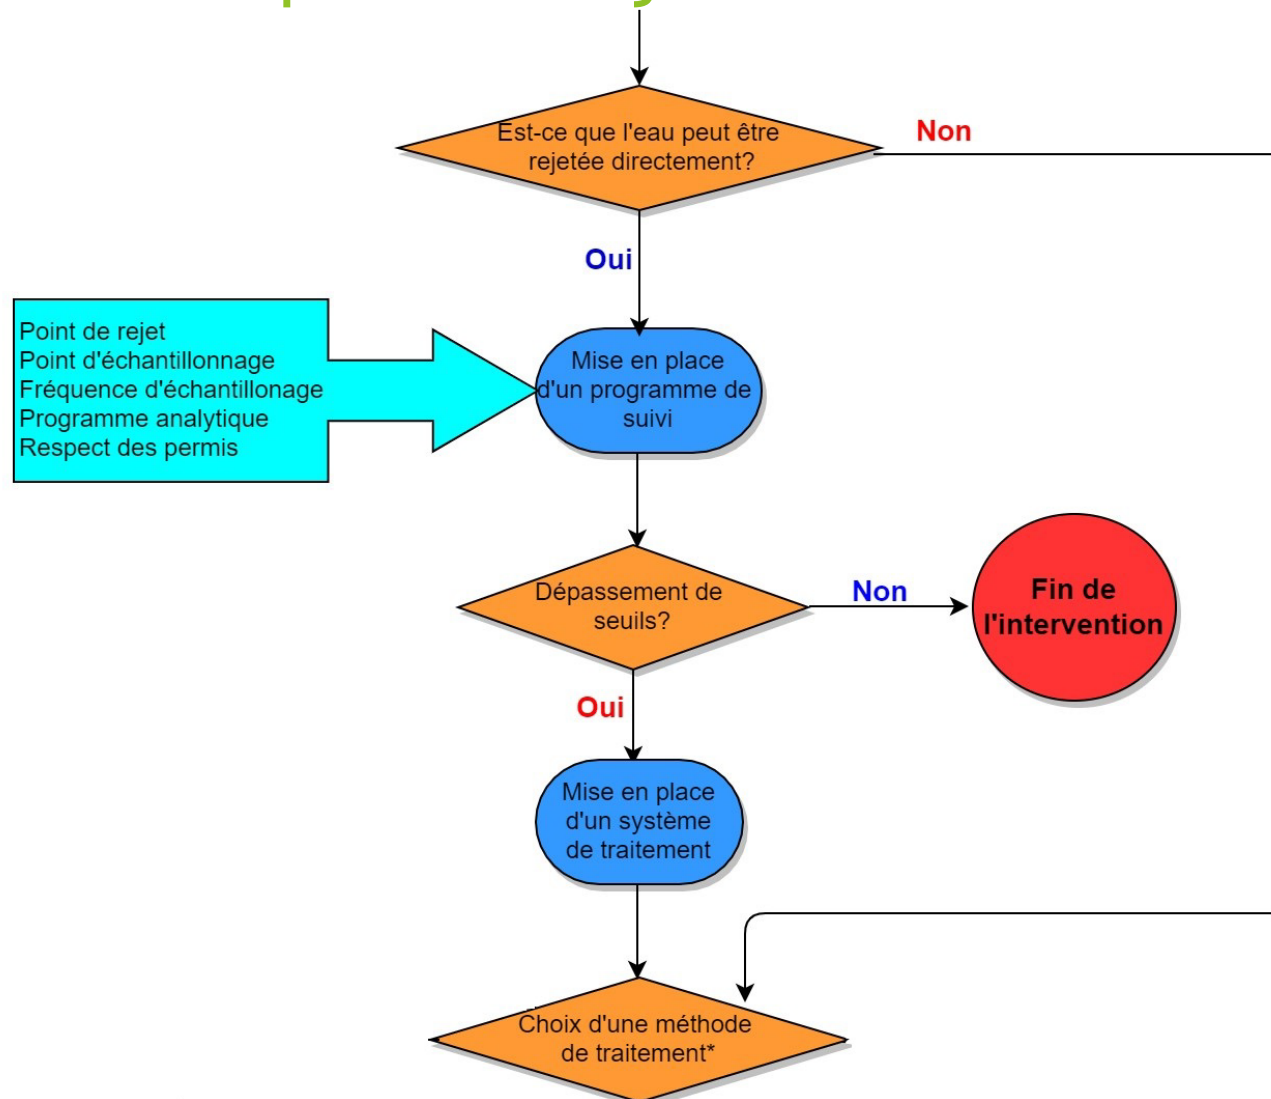 Est-ce que l'eau peut être
rejetée directement?
Non
Oui
Point de rejet
Point d'échantillonnage
Fréquence d'échantillonage
Programme analytique
Respect des permis
Mise en place
d'un programme de
suivi
Dépassement de
seuils?
Non
Fin de
l'intervention
Oui
Mise en place
d'un système
de traitement
Choix d'une méthode
de traitement*